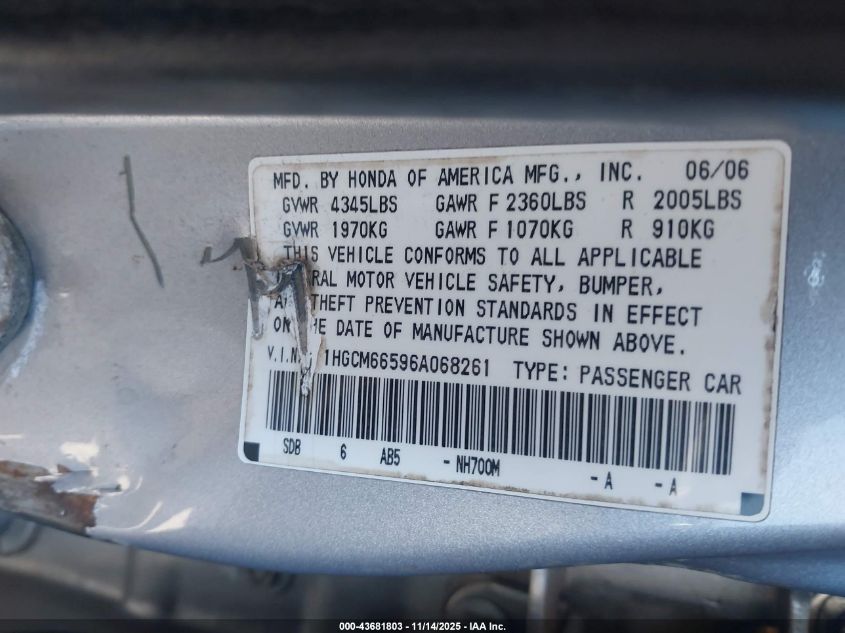 MFD. BY HONDA OF AMERICA MFG., INC. 06/06
GVWR 4345LBS GAWR F 2360LBS R 2005LBS
GVWR 1970KG GAWR F 1070KG R 910KG
THIS VEHICLE CONFORMS TO ALL APPLICABLE
RAL MOTOR VEHICLE SAFETY, BUMPER,
THEFT PREVENTION STANDARDS IN EFFECT
ON DATE OF MANUFACTURE SHOWN ABOVE.
V.I.N. 1HGCM66596A068261 TYPE: PASSENGER CAR
SDB 6 AB5 -NH700M -A -A
000-43681803 | 11/14/2025 - IAA Inc.